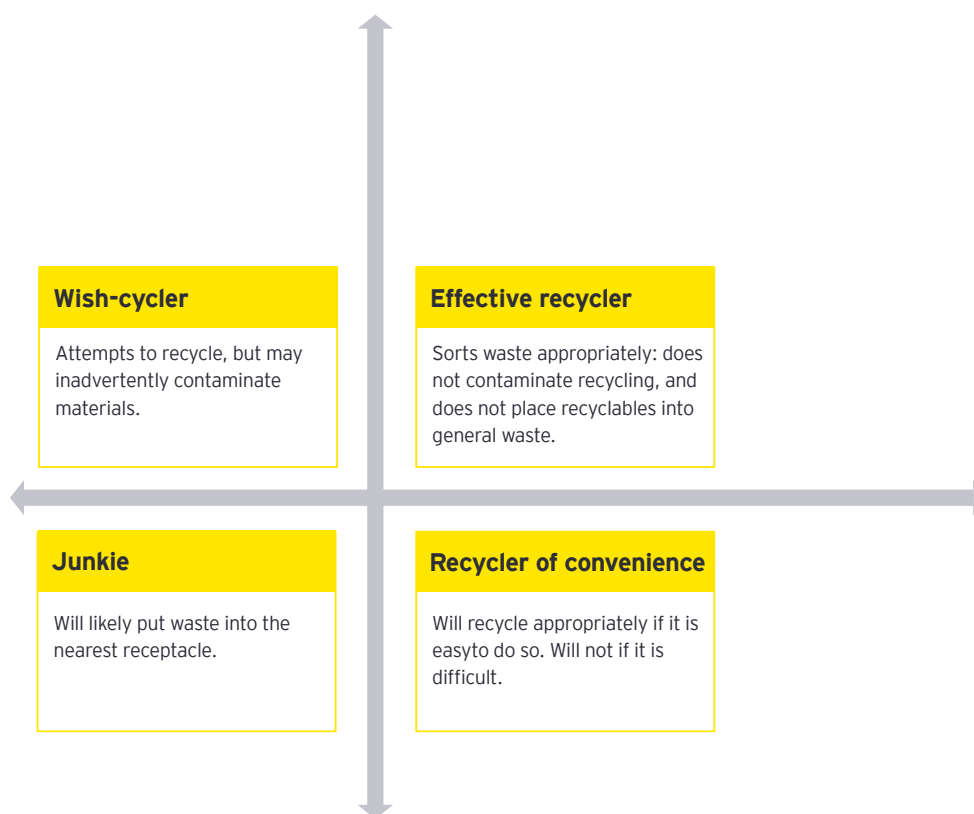 Wish-cycler
Attempts to recycle, but may
inadvertently contaminate
materials.
Effective recycler
Sorts waste appropriately: does
not contaminate recycling, and
does not place recyclables into
general waste.
Junkie
Will likely put waste into the
nearest receptacle.
Recycler of convenience
Will recycle appropriately if it is
easyto do so. Will not if it is
difficult.